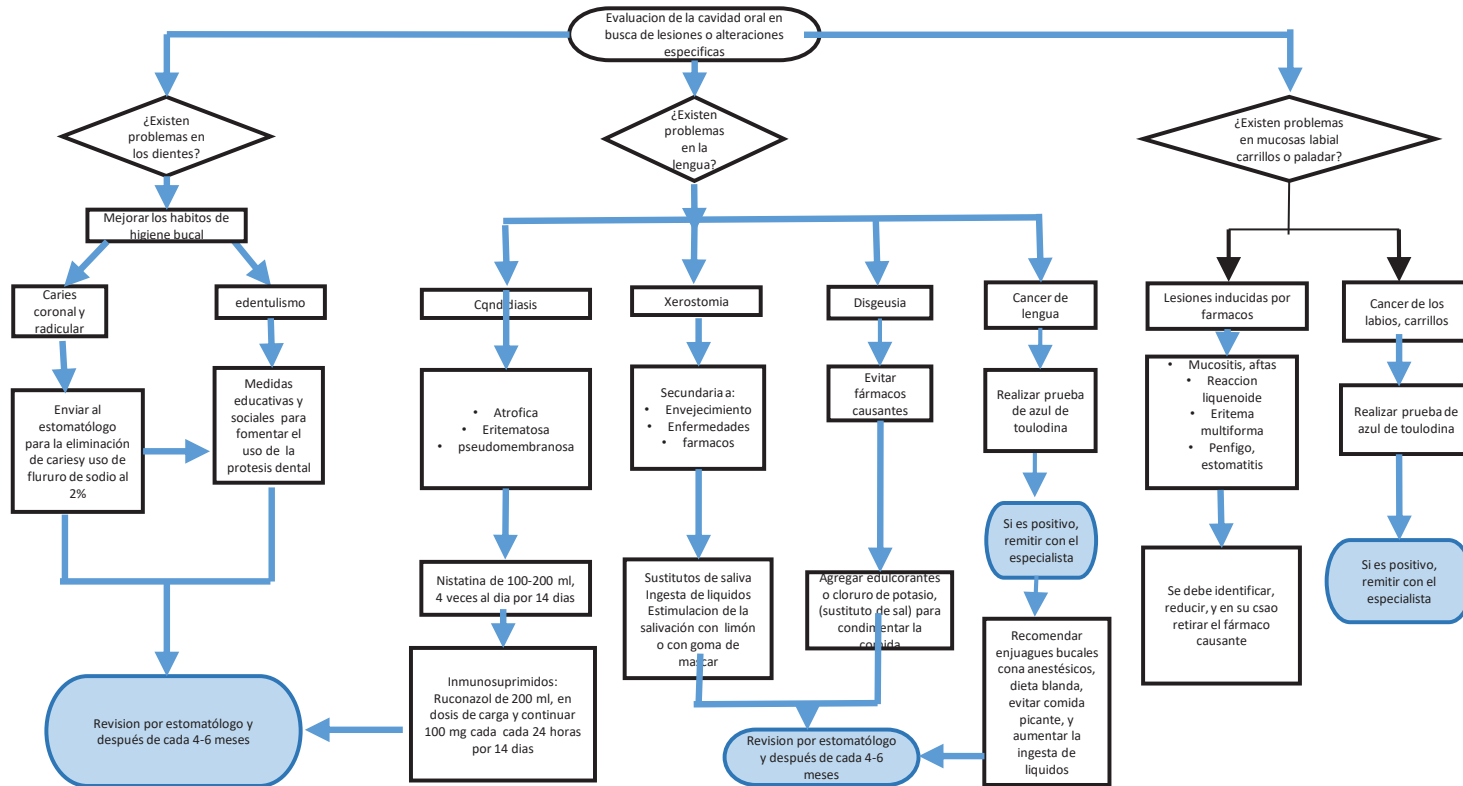 Evaluacion de la cavidad oral en
busca de lesiones o alteraciones
especificas
¿Existen
problemas en
los dientes?
Mejorar los habitos de
higiene bucal
Caries
coronal y
radicular
edentulismo
Enviar al
estomatólogo
para la eliminación
de cariesy uso de
flururo de sodio al
2%
Medidas
educativas y
sociales para
fomentar el
uso de la
protesis dental
¿Existen
problemas
en la
lengua?
Cqndidiasis
• Atrofica
• Eritematosa
• pseudomembranosa
Nistatina de 100-200 ml,
4 veces al dia por 14 dias
Inmunosuprimidos:
Ruconazol de 200 ml, en
dosis de carga y continuar
100 mg cada cada 24 horas
por 14 dias
Revision por estomatólogo y
después de cada 4-6 meses
Xerostomia
Secundaria a:
• Envejecimiento
• Enfermedades
• farmacos
Sustitutos de saliva
Ingesta de liquidos
Estimulacion de la
salivación con limón
o con goma de
mascar
Disgeusia
Evitar
fármacos
causantes
Agregar edulcorantes
o cloruro de potasio,
(sustituto de sal) para
condimentar la
comida
Cancer de
lengua
Realizar prueba
de azul de
toulodina
Si es positivo,
remitir con el
especialista
Recomendar
enjuagues bucales
cona anestésicos,
dieta blanda,
evitar comida
picante, y
aumentar la
ingesta de
liquidos
Revision por estomatólogo
y después de cada 4-6
meses
¿Existen problemas
en mucosas labial
carrillos o paladar?
Lesiones inducidas por
farmacos
• Mucositis, aftas
• Reaccion
liquenoide
• Eritema
multiforma
• Penfigo,
estomatitis
Se debe identificar,
reducir, y en su csao
retirar el fármaco
causante
Cancer de los
labios, carrillos
Realizar prueba de
azul de toulodina
Si es positivo,
remitir con el
especialista